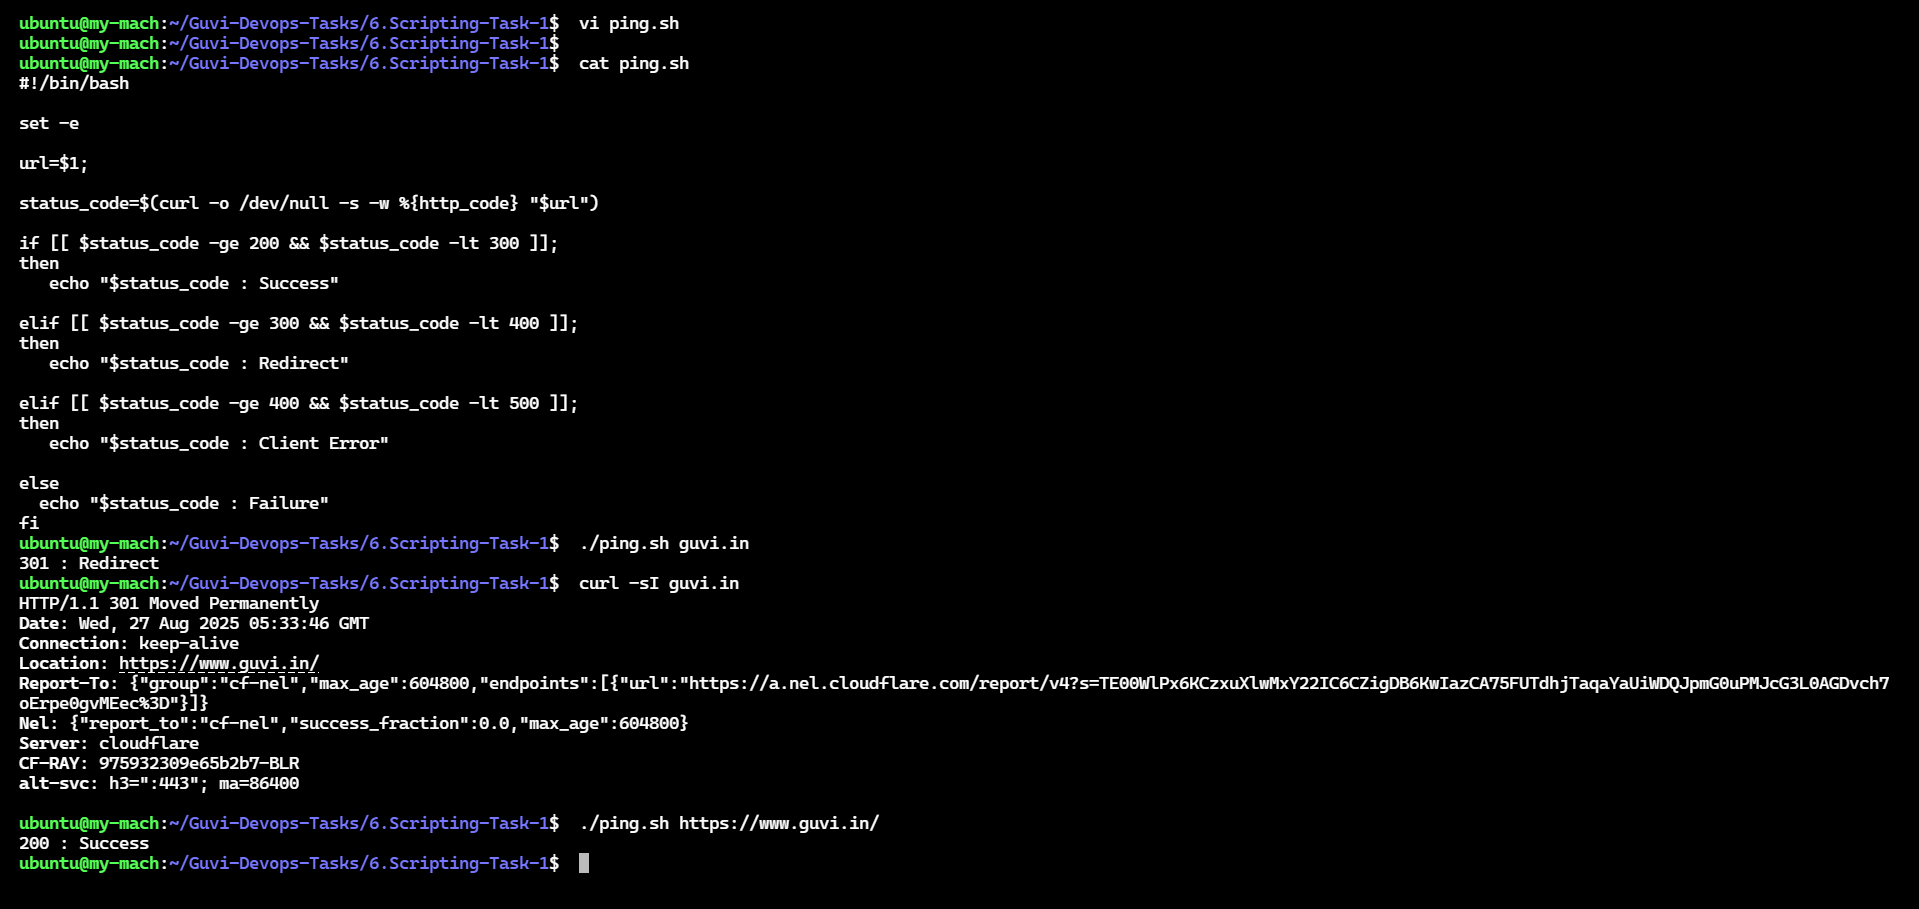 ubuntu@my-mach:~/Guvi-Devops-Tasks/6.Scripting-Task-1$  vi ping.sh
ubuntu@my-mach:~/Guvi-Devops-Tasks/6.Scripting-Task-1$
ubuntu@my-mach:~/Guvi-Devops-Tasks/6.Scripting-Task-1$  cat ping.sh
#!/bin/bash

set -e

url=$1;

status_code=$(curl -o /dev/null -s -w %{http_code} "$url")

if [[ $status_code -ge 200 && $status_code -lt 300 ]];
then
   echo "$status_code : Success"

elif [[ $status_code -ge 300 && $status_code -lt 400 ]];
then
   echo "$status_code : Redirect"

elif [[ $status_code -ge 400 && $status_code -lt 500 ]];
then
   echo "$status_code : Client Error"

else
  echo "$status_code : Failure"
fi
ubuntu@my-mach:~/Guvi-Devops-Tasks/6.Scripting-Task-1$  ./ping.sh guvi.in
301 : Redirect
ubuntu@my-mach:~/Guvi-Devops-Tasks/6.Scripting-Task-1$  curl -sI guvi.in
HTTP/1.1 301 Moved Permanently
Date: Wed, 27 Aug 2025 05:33:46 GMT
Connection: keep-alive
Location: https://www.guvi.in/
Report-To: {"group":"cf-nel","max_age":604800,"endpoints":[{"url":"https://a.nel.cloudflare.com/report/v4?s=TE00WlPx6KCzxuXlwMxY22IC6CZigDB6KwIazCA75FUTdhjTaqaYaUiWDQJpmG0uPMJcG3L0AGDvch7
oErpe0gvMEec%3D"}]}
Nel: {"report_to":"cf-nel","success_fraction":0.0,"max_age":604800}
Server: cloudflare
CF-RAY: 975932309e65b2b7-BLR
alt-svc: h3=":443"; ma=86400

ubuntu@my-mach:~/Guvi-Devops-Tasks/6.Scripting-Task-1$  ./ping.sh https://www.guvi.in/
200 : Success
ubuntu@my-mach:~/Guvi-Devops-Tasks/6.Scripting-Task-1$